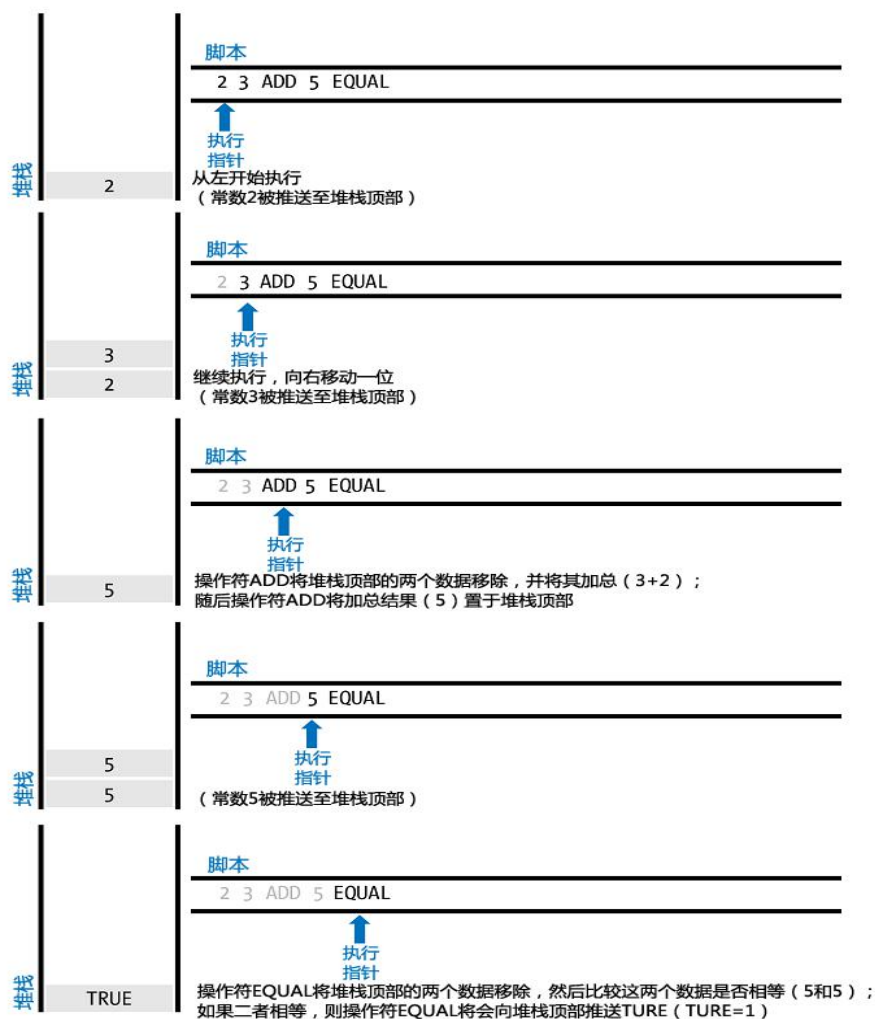 脚本
2 3 ADD 5 EQUAL
执行
指针
堆栈
2
从左开始执行
（常数2被推送至堆栈顶部）
脚本
2 3 ADD 5 EQUAL
执行
指针
堆栈
3
2
继续执行，向右移动一位
（常数3被推送至堆栈顶部）
脚本
2 3 ADD 5 EQUAL
执行
指针
堆栈
5
操作符ADD将堆栈顶部的两个数据移除，并将其加总（3+2）；
随后操作符ADD将加总结果（5）置于堆栈顶部
脚本
2 3 ADD 5 EQUAL
执行
指针
堆栈
5
5
（常数5被推送至堆栈顶部）
脚本
2 3 ADD 5 EQUAL
执行
指针
堆栈
TRUE
操作符EQUAL将堆栈顶部的两个数据移除，然后比较这两个数据是否相等（5和5）；
如果二者相等，则操作符EQUAL将会向堆栈顶部推送TURE（TURE=1）